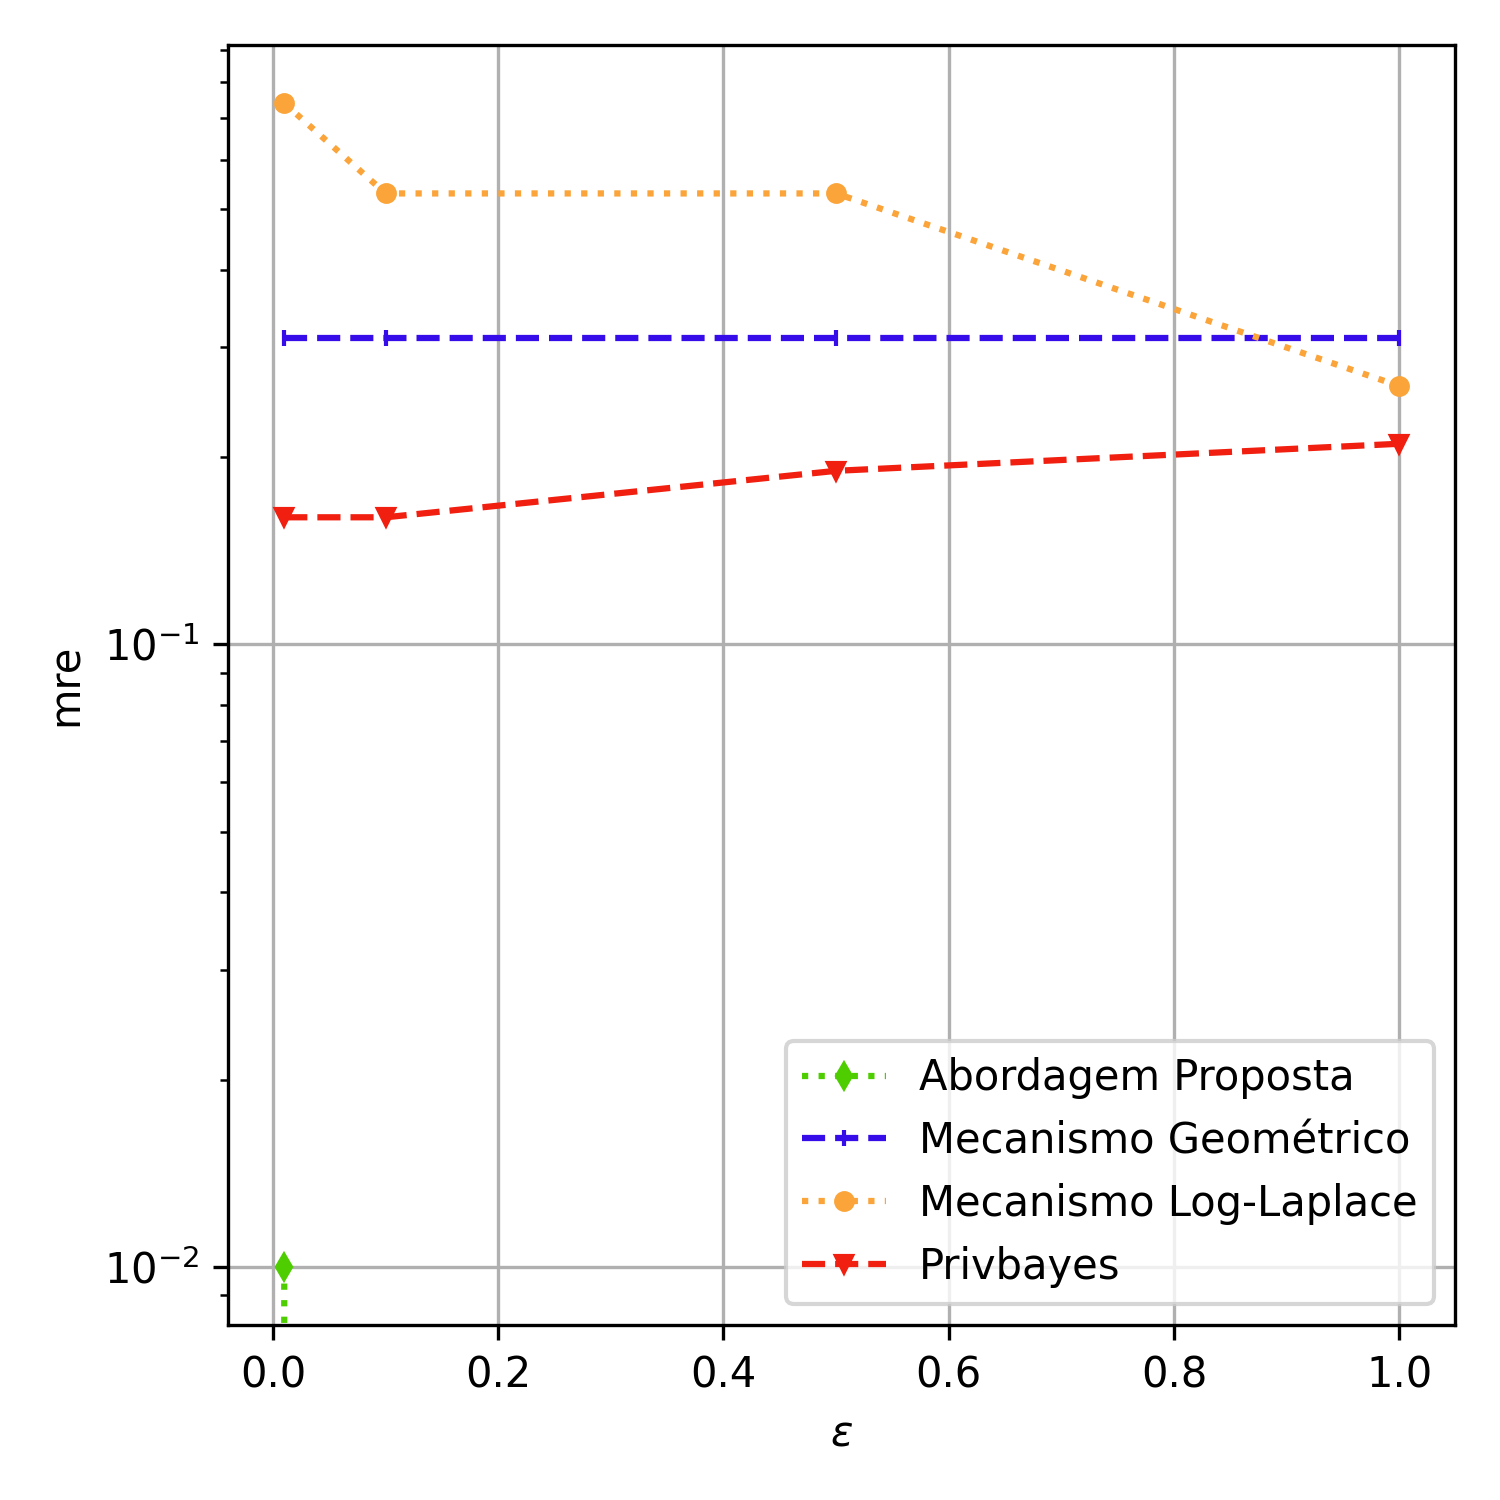 mre
10⁻¹
10⁻²
0.0 0.2 0.4 0.6 0.8 1.0
ε
Abordagem Proposta
Mecanismo Geométrico
Mecanismo Log-Laplace
Privbayes